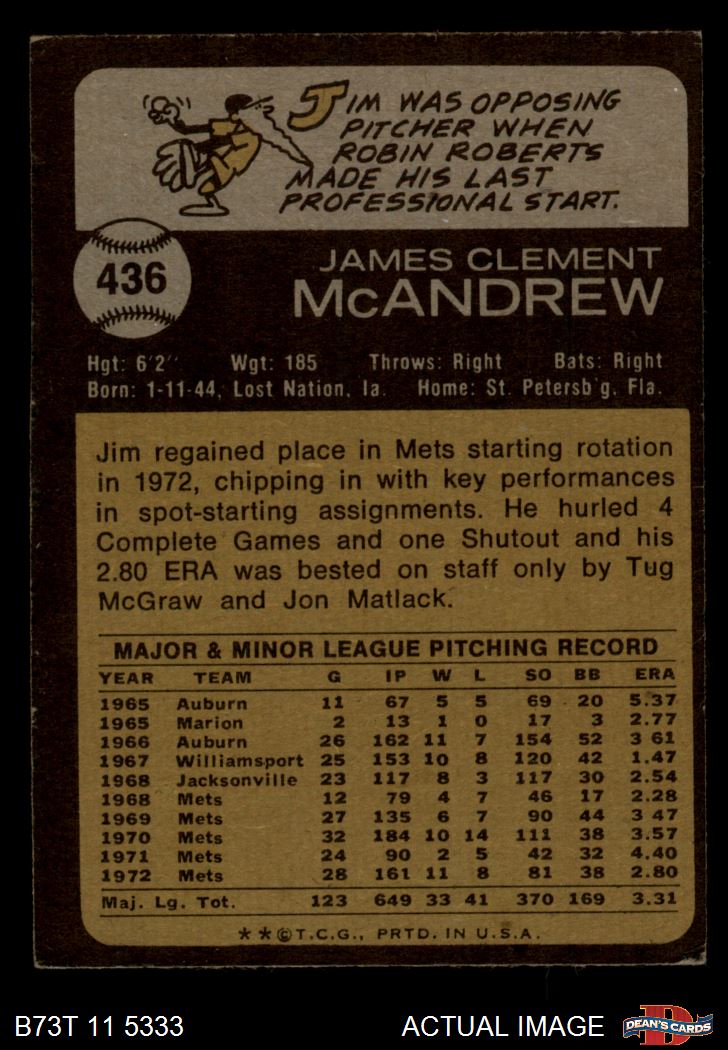 JIM WAS OPPOSING
PITCHER WHEN
ROBIN ROBERTS
MADE HIS LAST
PROFESSIONAL START.
436
JAMES CLEMENT
McANDREW
Hgt: 6'2" Wgt: 185 Throws: Right Bats: Right
Born: 1-11-44, Lost Nation, Ia. Home: St. Petersb'g, Fla.
Jim regained place in Mets starting rotation
in 1972, chipping in with key performances
in spot-starting assignments. He hurled 4
Complete Games and one Shutout and his
2.80 ERA was bested on staff only by Tug
McGraw and Jon Matlack.
MAJOR & MINOR LEAGUE PITCHING RECORD
YEAR TEAM G IP W L SO BB ERA
1965 Auburn 11 67 5 5 69 20 5.37
1965 Marion 2 13 1 0 17 3 2.77
1966 Auburn 26 162 11 7 154 52 3 61
1967 Williamsport 25 153 10 8 120 42 1.47
1968 Jacksonville 23 117 8 3 117 30 2.54
1968 Mets 12 79 4 7 46 17 2.28
1969 Mets 27 135 6 7 90 44 3 47
1970 Mets 32 184 10 14 111 38 3.57
1971 Mets 24 90 2 5 42 32 4.40
1972 Mets 28 161 11 8 81 38 2.80
Maj. Lg. Tot. 123 649 33 41 370 169 3.31
**©T.C.G., PRTD. IN U.S.A.
B73T 11 5333 ACTUAL IMAGE DEAN'S CARDS